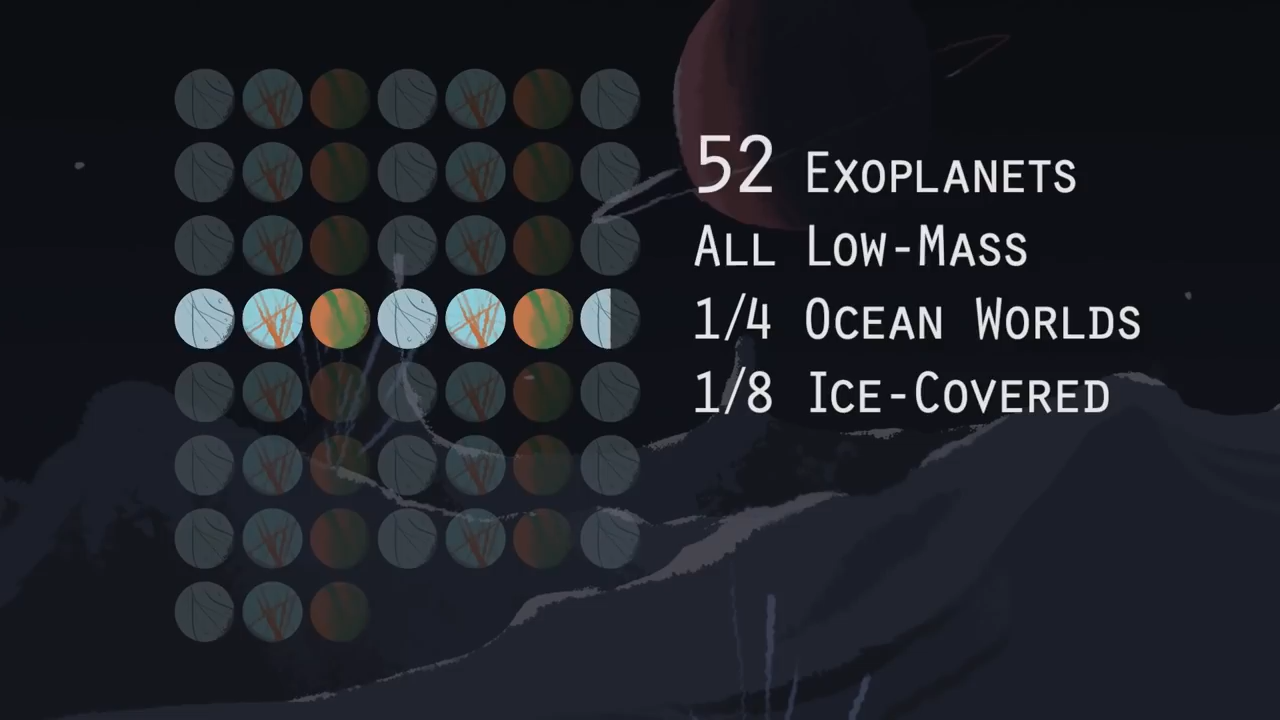 52 Exoplanets
All Low-Mass
1/4 Ocean Worlds
1/8 Ice-Covered